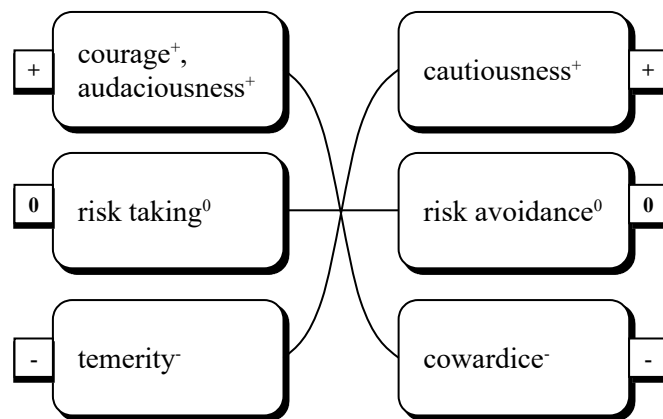 +
courage⁺,
audaciousness⁺
cautiousness⁺
+
0
risk taking⁰
risk avoidance⁰
0
-
temerity⁻
cowardice⁻
-